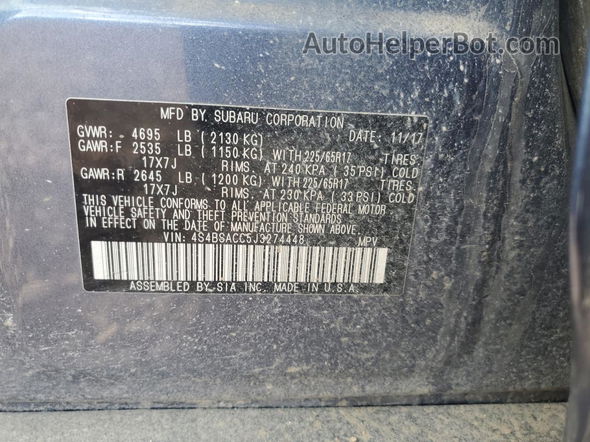 AutoHelperBot.com
MFD BY SUBARU CORPORATION
GVWR: 4695 LB (2130 KG) DATE: 11/17
GAWR:F 2535 LB (1150 KG) WITH 225/65R17 TIRES.
17X7J RIMS. AT 240 KPA (35 PSI) COLD
GAWR:R 2645 LB (1200 KG) WITH 225/65R17 TIRES.
17X7J RIMS. AT 230 KPA (33 PSI) COLD
THIS VEHICLE CONFORMS TO ALL APPLICABLE FEDERAL MOTOR
VEHICLE SAFETY AND THEFT PREVENTION STANDARDS
IN EFFECT ON THE DATE OF MANUFACTURE SHOWN ABOVE.
VIN: 4S4BSACC5J3274448 MPV
ASSEMBLED BY SIA INC. MADE IN U.S.A.